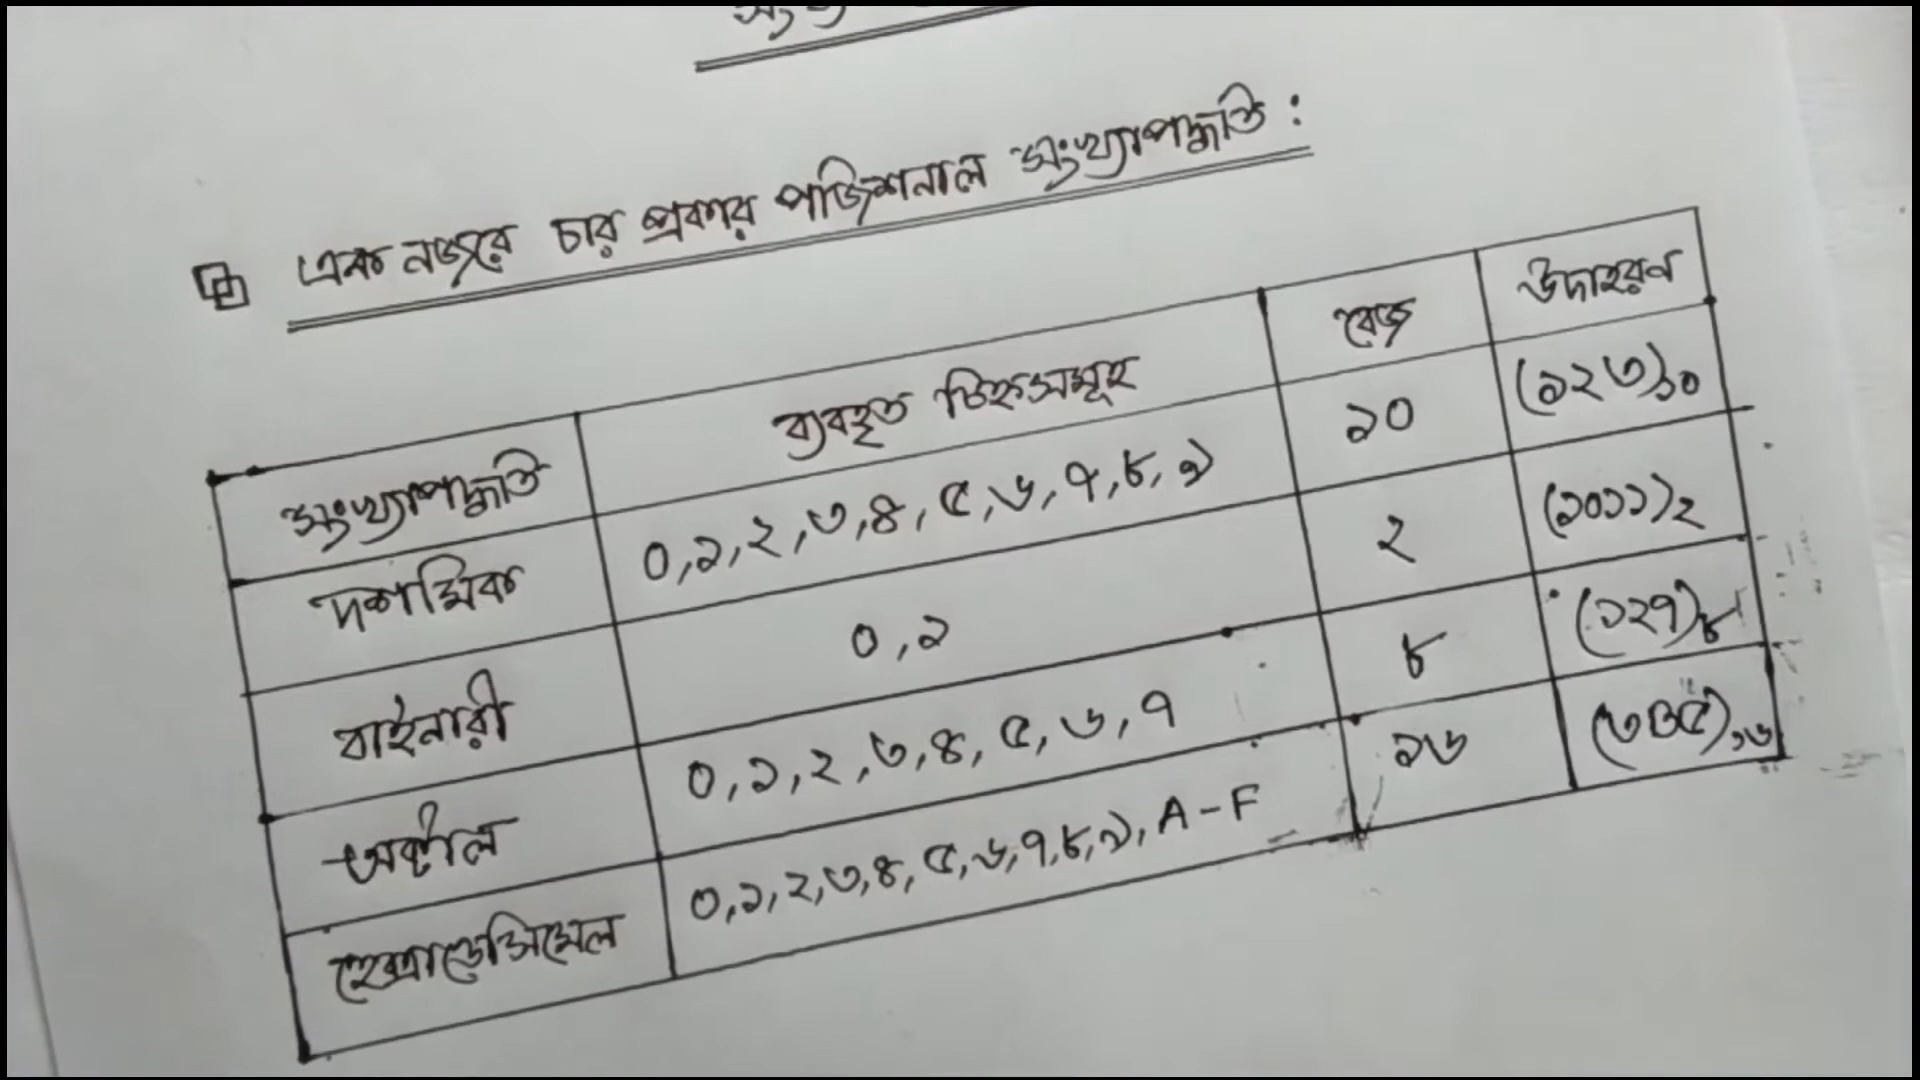 এক নজরে চার প্রকার পজিশনাল সংখ্যাপদ্ধতি :
সংখ্যাপদ্ধতি ব্যবহৃত চিহ্নসমূহ বেজ উদাহরন
দশমিক ০,১,২,৩,৪,৫,৬,৭,৮,৯ ১০ (১২৩)১০
বাইনারী ০,১ ২ (১০১১)২
অক্টাল ০,১,২,৩,৪,৫,৬,৭ ৮ (১২৭)৮
হেক্সাডেসিমেল ০,১,২,৩,৪,৫,৬,৭,৮,৯,A-F ১৬ (৩B৫)১৬